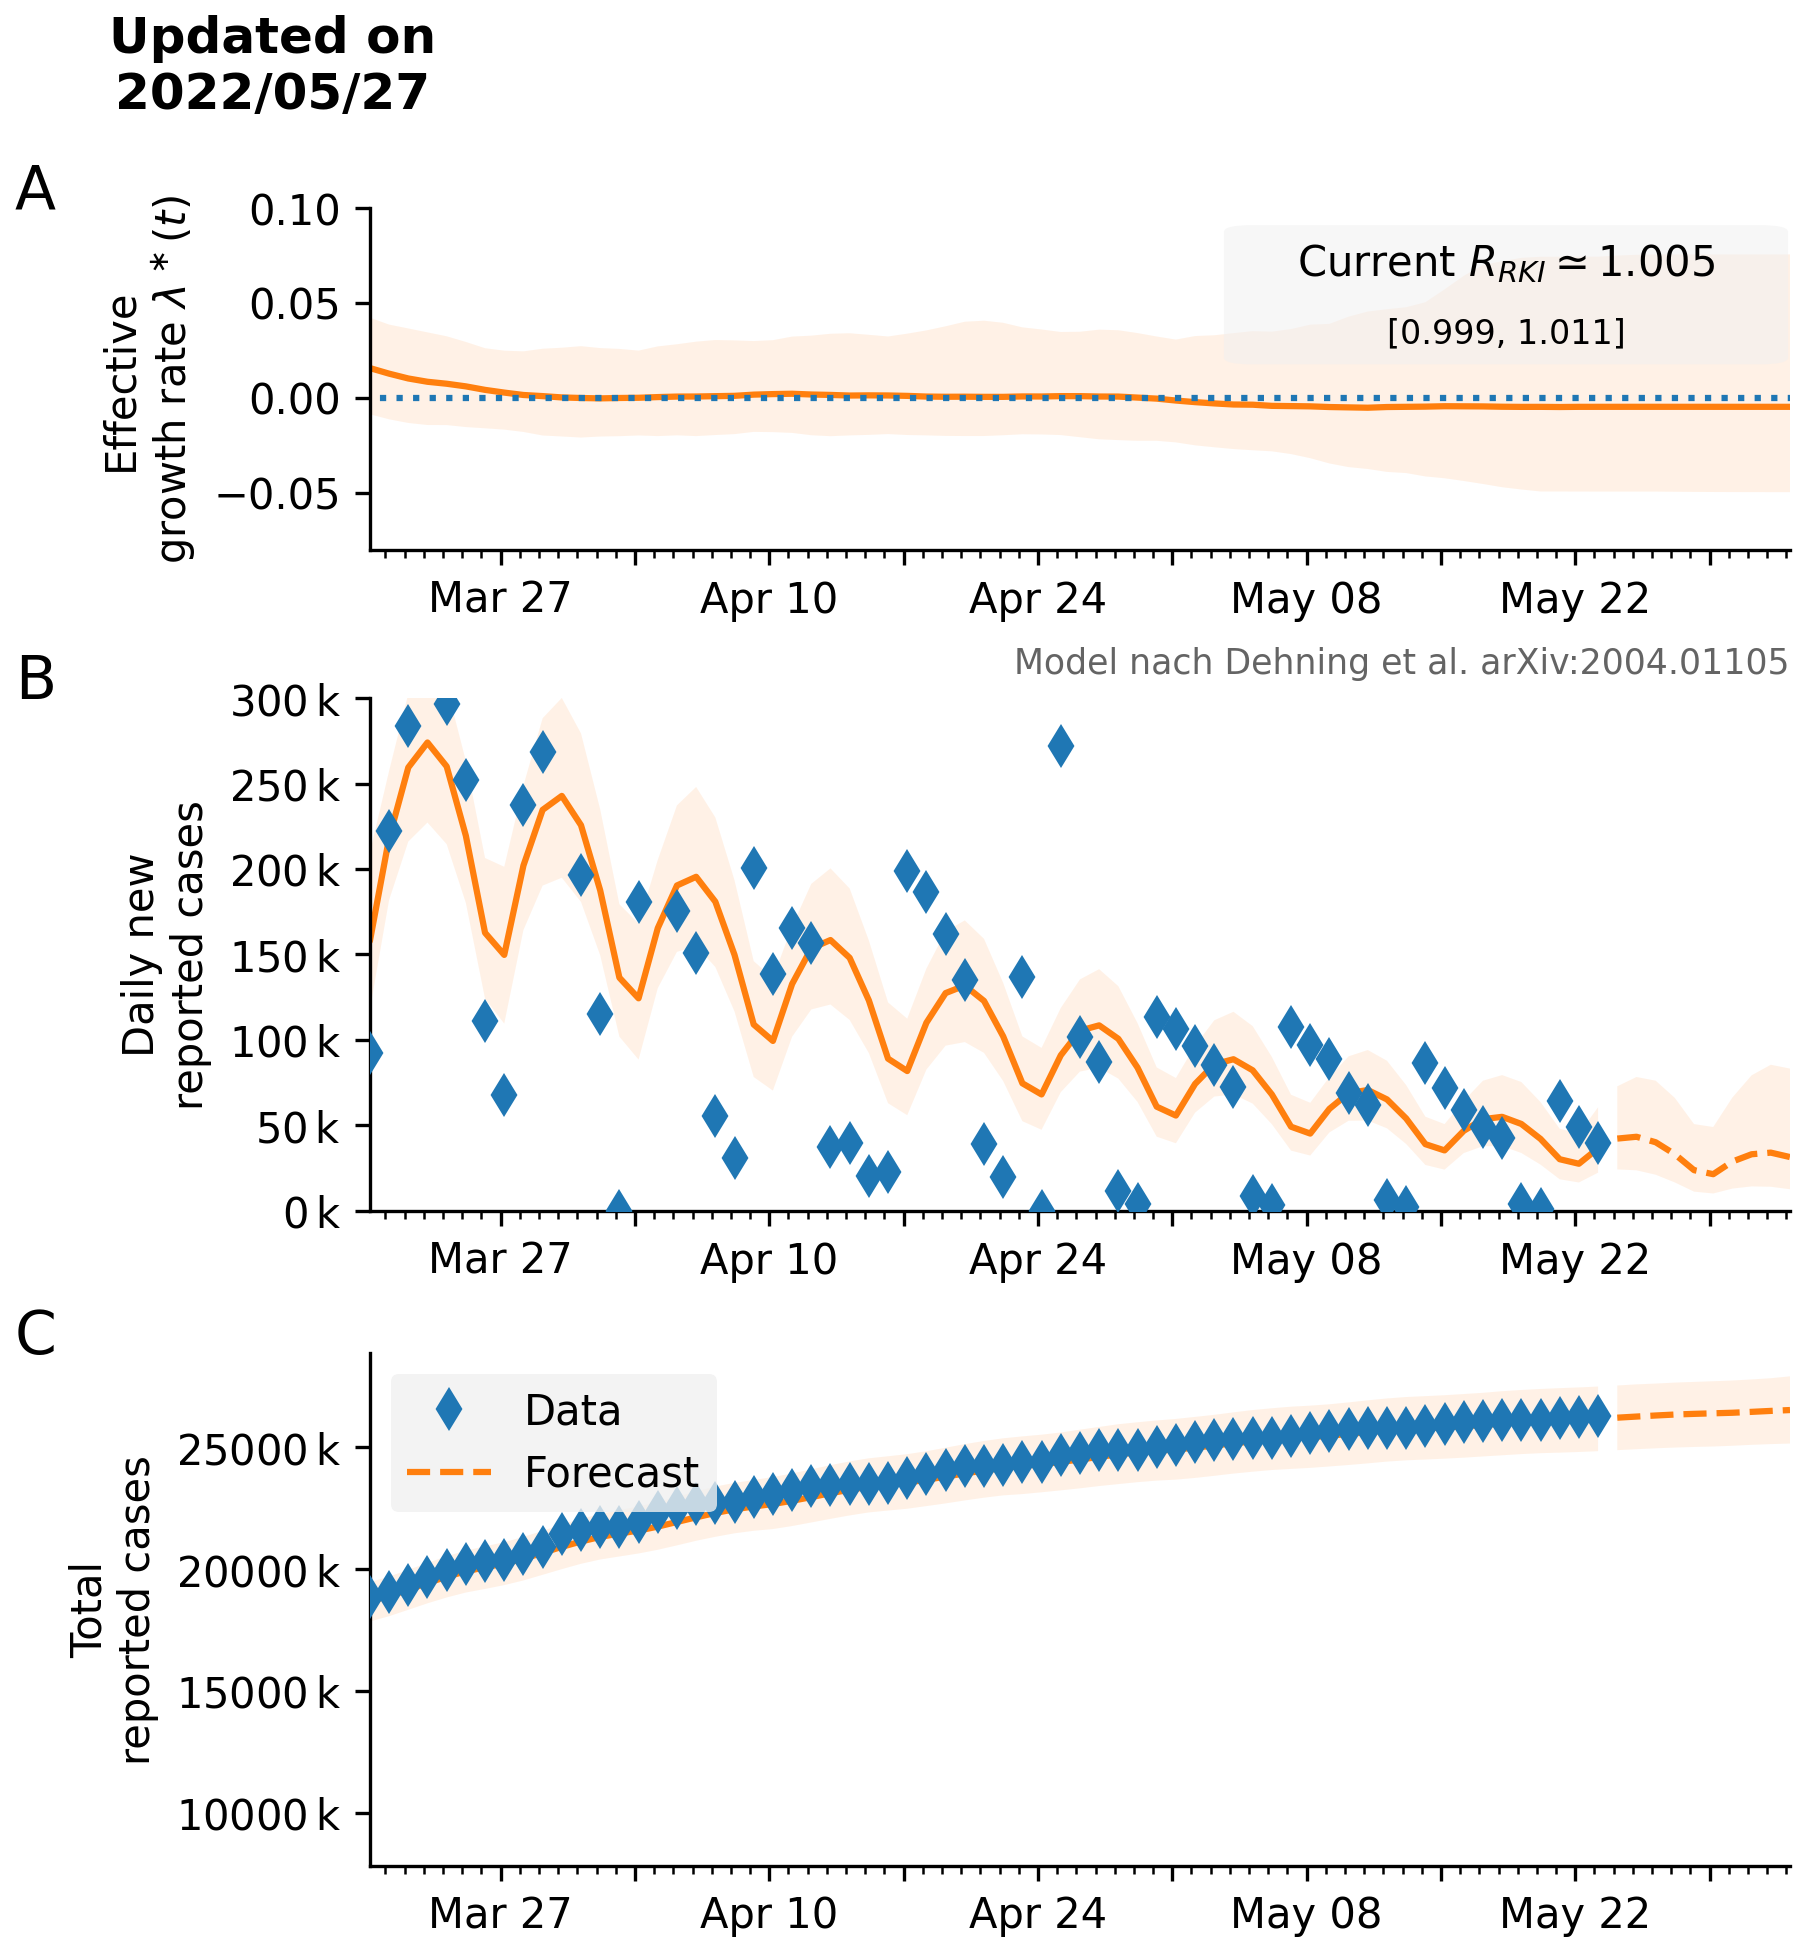 Updated on
2022/05/27
A
Effective
growth rate λ * (t)
0.10
0.05
0.00
−0.05
Current R_RKI ≃ 1.005
[0.999, 1.011]
Mar 27 Apr 10 Apr 24 May 08 May 22
Model nach Dehning et al. arXiv:2004.01105
B
Daily new
reported cases
300 k
250 k
200 k
150 k
100 k
50 k
0 k
Mar 27 Apr 10 Apr 24 May 08 May 22
C
Total
reported cases
Data
Forecast
25000 k
20000 k
15000 k
10000 k
Mar 27 Apr 10 Apr 24 May 08 May 22